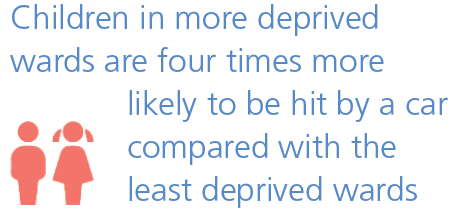 Children in more deprived
wards are four times more
likely to be hit by a car
compared with the
least deprived wards